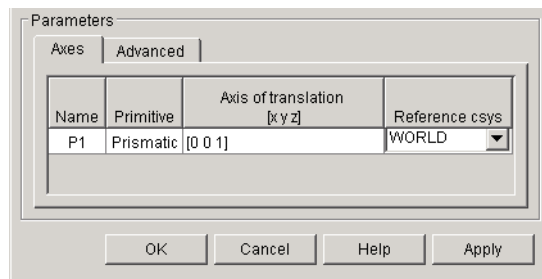 Parameters
Axes Advanced
Name Primitive Axis of translation [x y z] Reference csys
P1 Prismatic [0 0 1] WORLD
OK Cancel Help Apply